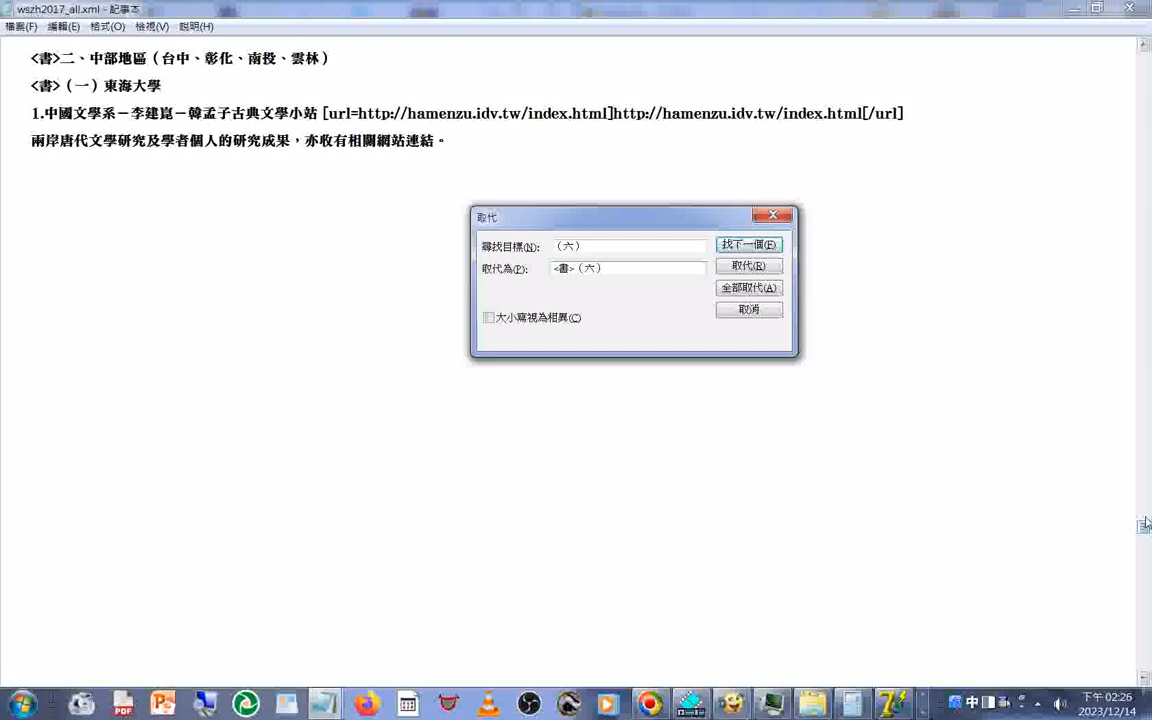 wszh2017_all.xml - 記事本
檔案(F) 編輯(E) 格式(O) 檢視(V) 說明(H)
<書>二、中部地區（台中、彰化、南投、雲林）
<書>（一）東海大學
1.中國文學系－李建崑－韓孟子古典文學小站 [url=http://hamenzu.idv.tw/index.html]http://hamenzu.idv.tw/index.html[/url]
兩岸唐代文學研究及學者個人的研究成果，亦收有相關網站連結。
取代
尋找目標(N): （六）
找下一個(F)
取代為(P): <書>（六）
取代(R)
全部取代(A)
取消
大小寫視為相異(C)
中
下午 02:26
2023/12/14